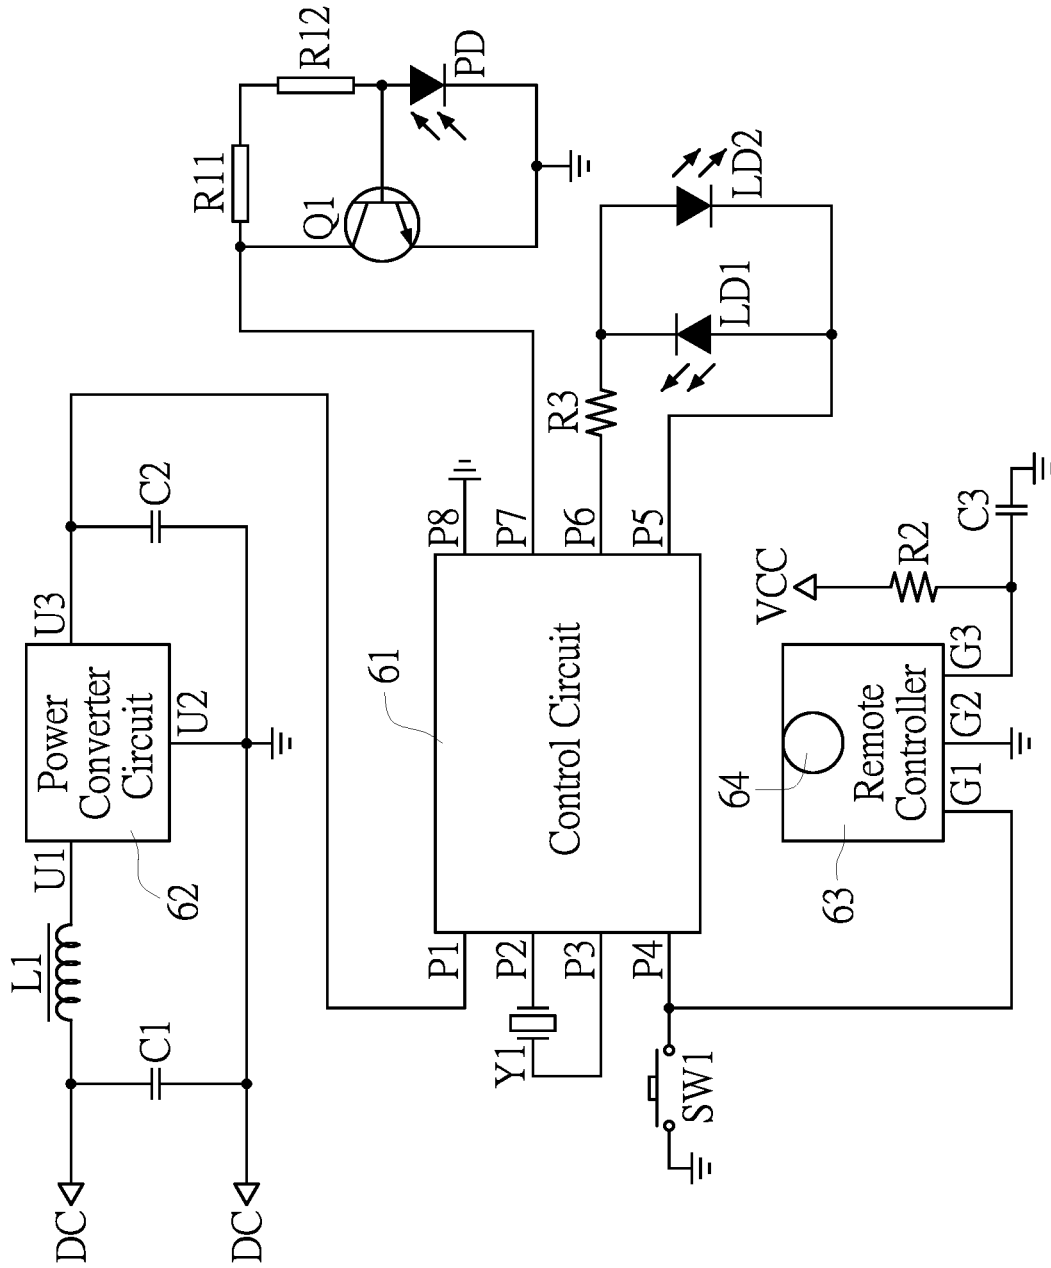 DC
DC
L1
C1
U1
Power
Converter
Circuit
U2
U3
62
C2
R11
R12
Q1
PD
61
Control Circuit
P1
P2
P3
P4
P8
P7
P6
P5
Y1
SW1
R3
LD1
LD2
64
63
Remote
Controller
G1
G2
G3
VCC
R2
C3